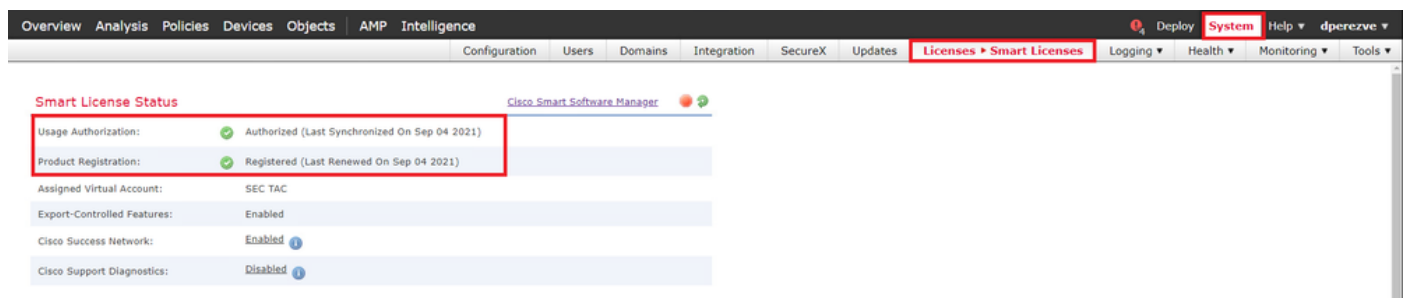 Overview Analysis Policies Devices Objects AMP Intelligence 4 Deploy System Help ▾ dperezve ▾
Configuration Users Domains Integration SecureX Updates Licenses ▸ Smart Licenses Logging ▾ Health ▾ Monitoring ▾ Tools ▾
Smart License Status Cisco Smart Software Manager
Usage Authorization: Authorized (Last Synchronized On Sep 04 2021)
Product Registration: Registered (Last Renewed On Sep 04 2021)
Assigned Virtual Account: SEC TAC
Export-Controlled Features: Enabled
Cisco Success Network: Enabled
Cisco Support Diagnostics: Disabled